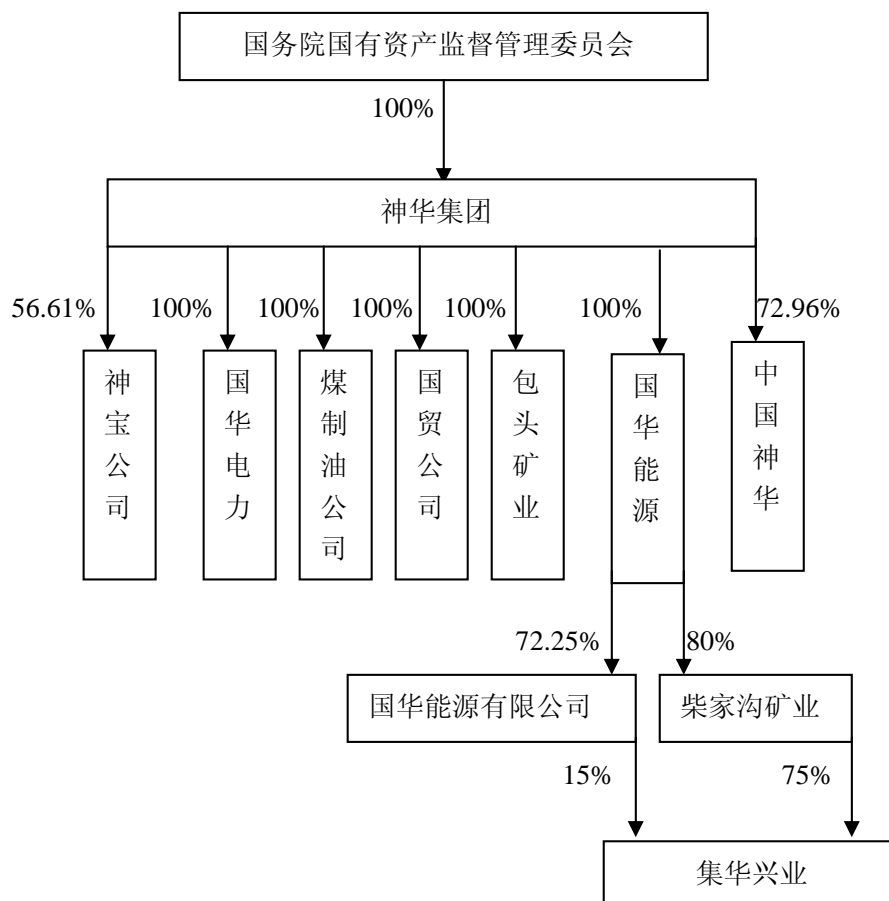 国务院国有资产监督管理委员会
100%
神华集团
56.61%
100%
100%
100%
100%
100%
72.96%
神宝公司
国华电力
煤制油公司
国贸公司
包头矿业
国华能源
中国神华
72.25%
80%
国华能源有限公司
柴家沟矿业
15%
75%
集华兴业